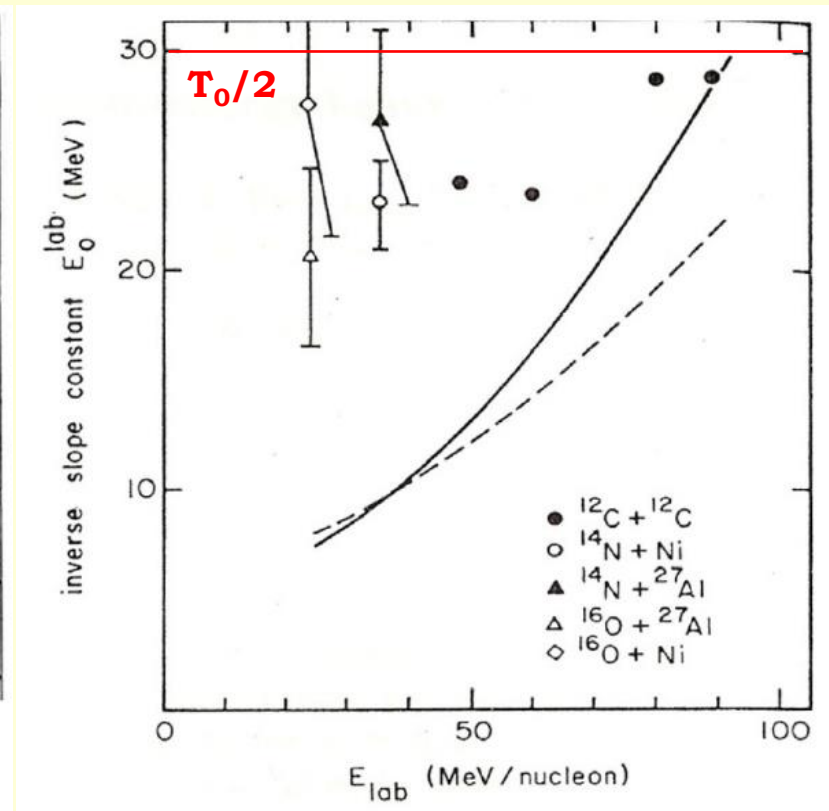 30
T₀/2
20
10
inverse slope constant E₀ˡᵃᵇ· (MeV)
¹²C + ¹²C
¹⁴N + Ni
¹⁴N + ²⁷Al
¹⁶O + ²⁷Al
¹⁶O + Ni
0 50 100
E_lab (MeV/nucleon)